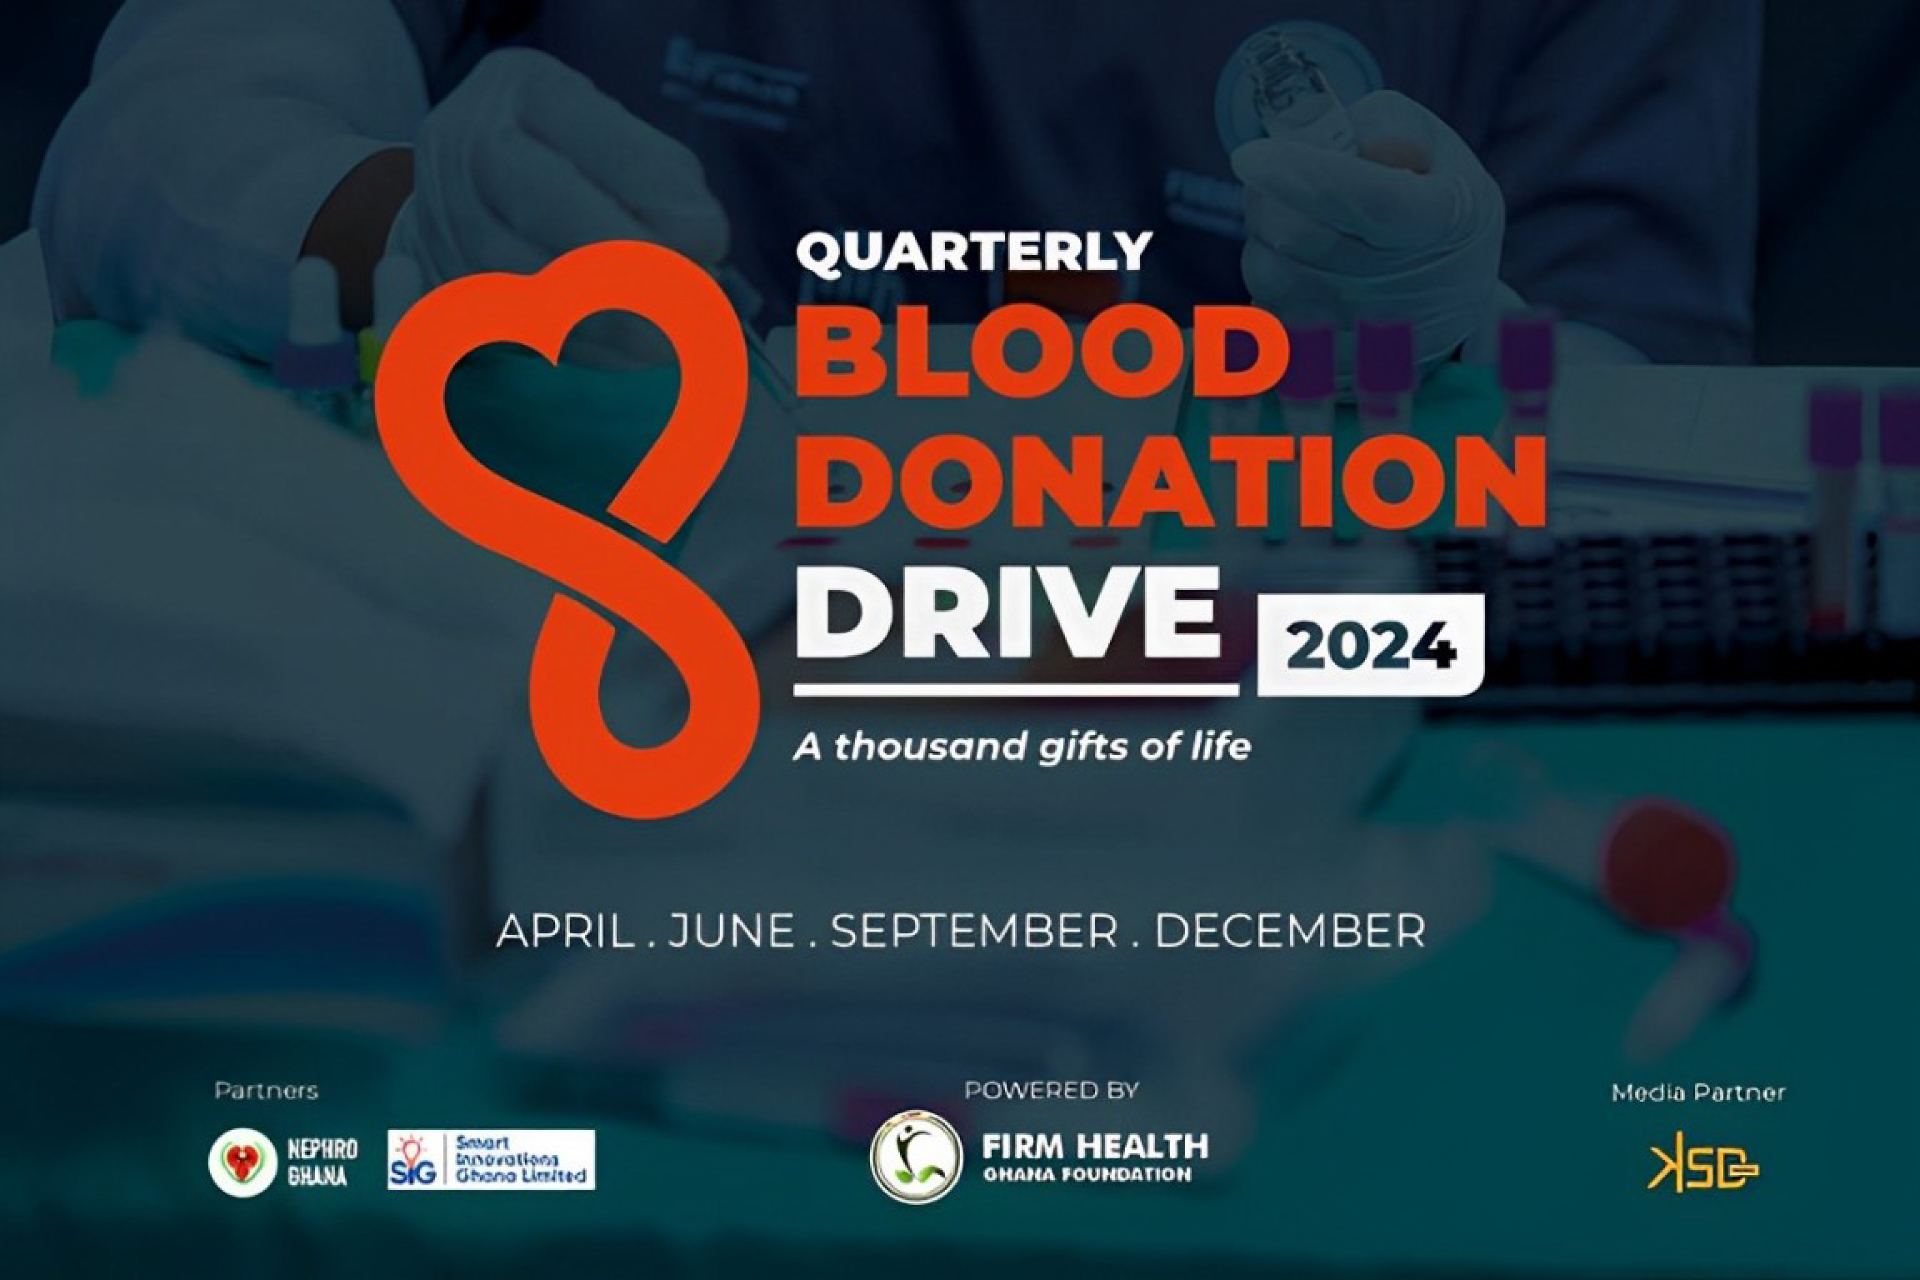 QUARTERLY
BLOOD
DONATION
DRIVE
2024
A thousand gifts of life
APRIL . JUNE . SEPTEMBER . DECEMBER
Partners
NEPHRO
GHANA
SIG
Smart
Innovations
Ghana Limited
POWERED BY
FIRM HEALTH
GHANA FOUNDATION
Media Partner